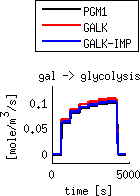 PGM1
GALK
GALK-IMP
gal -> glycolysis
[mole/m^3/s]
0.1
0.05
0
0
5000
time [s]